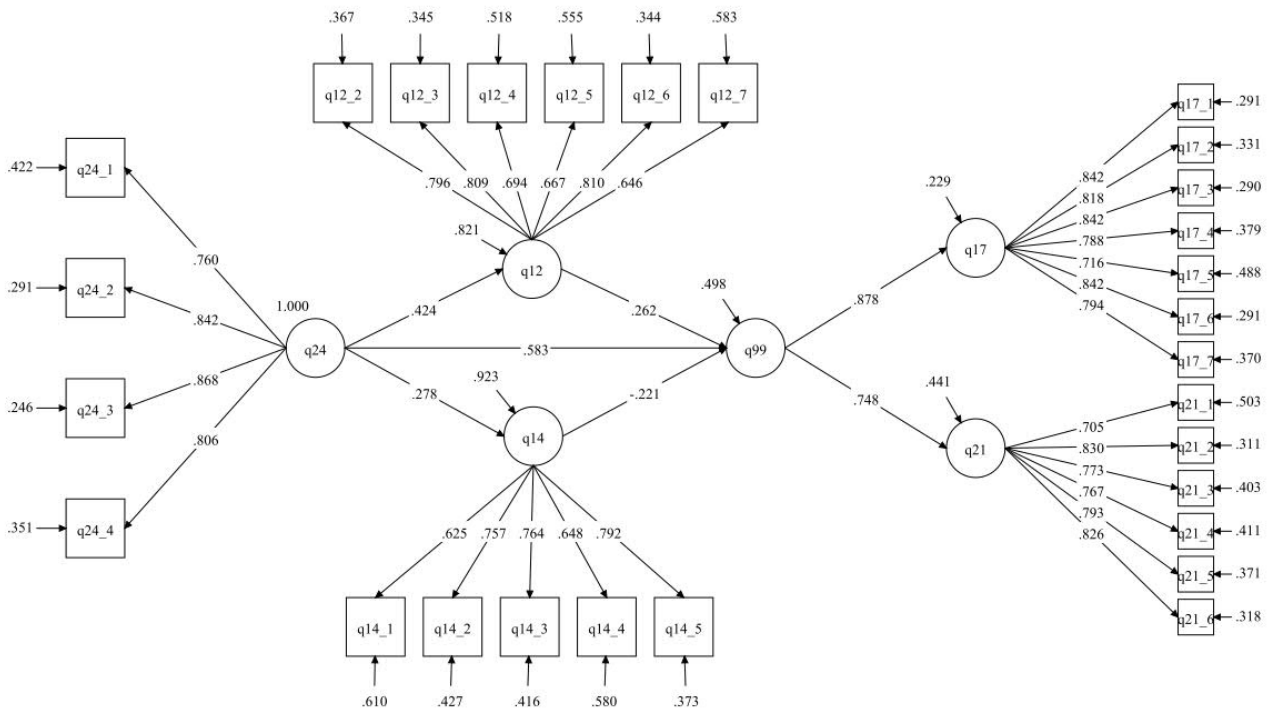 .367 .345 .518 .555 .344 .583
q12_2 q12_3 q12_4 q12_5 q12_6 q12_7
.796 .809 .694 .667 .810 .646
.422 q24_1
.291 q24_2
.246 q24_3
.351 q24_4
.760
.842
.868
.806
1.000
q24
.424
.583
.278
.821
q12
.262
.923
q14
-.221
.625 .757 .764 .648 .792
q14_1 q14_2 q14_3 q14_4 q14_5
.610 .427 .416 .580 .373
.498
q99
.878
.748
.229
q17
.842
.818
.842
.788
.716
.842
.794
q17_1 .291
q17_2 .331
q17_3 .290
q17_4 .379
q17_5 .488
q17_6 .291
q17_7 .370
.441
q21
.705
.830
.773
.767
.793
.826
q21_1 .503
q21_2 .311
q21_3 .403
q21_4 .411
q21_5 .371
q21_6 .318